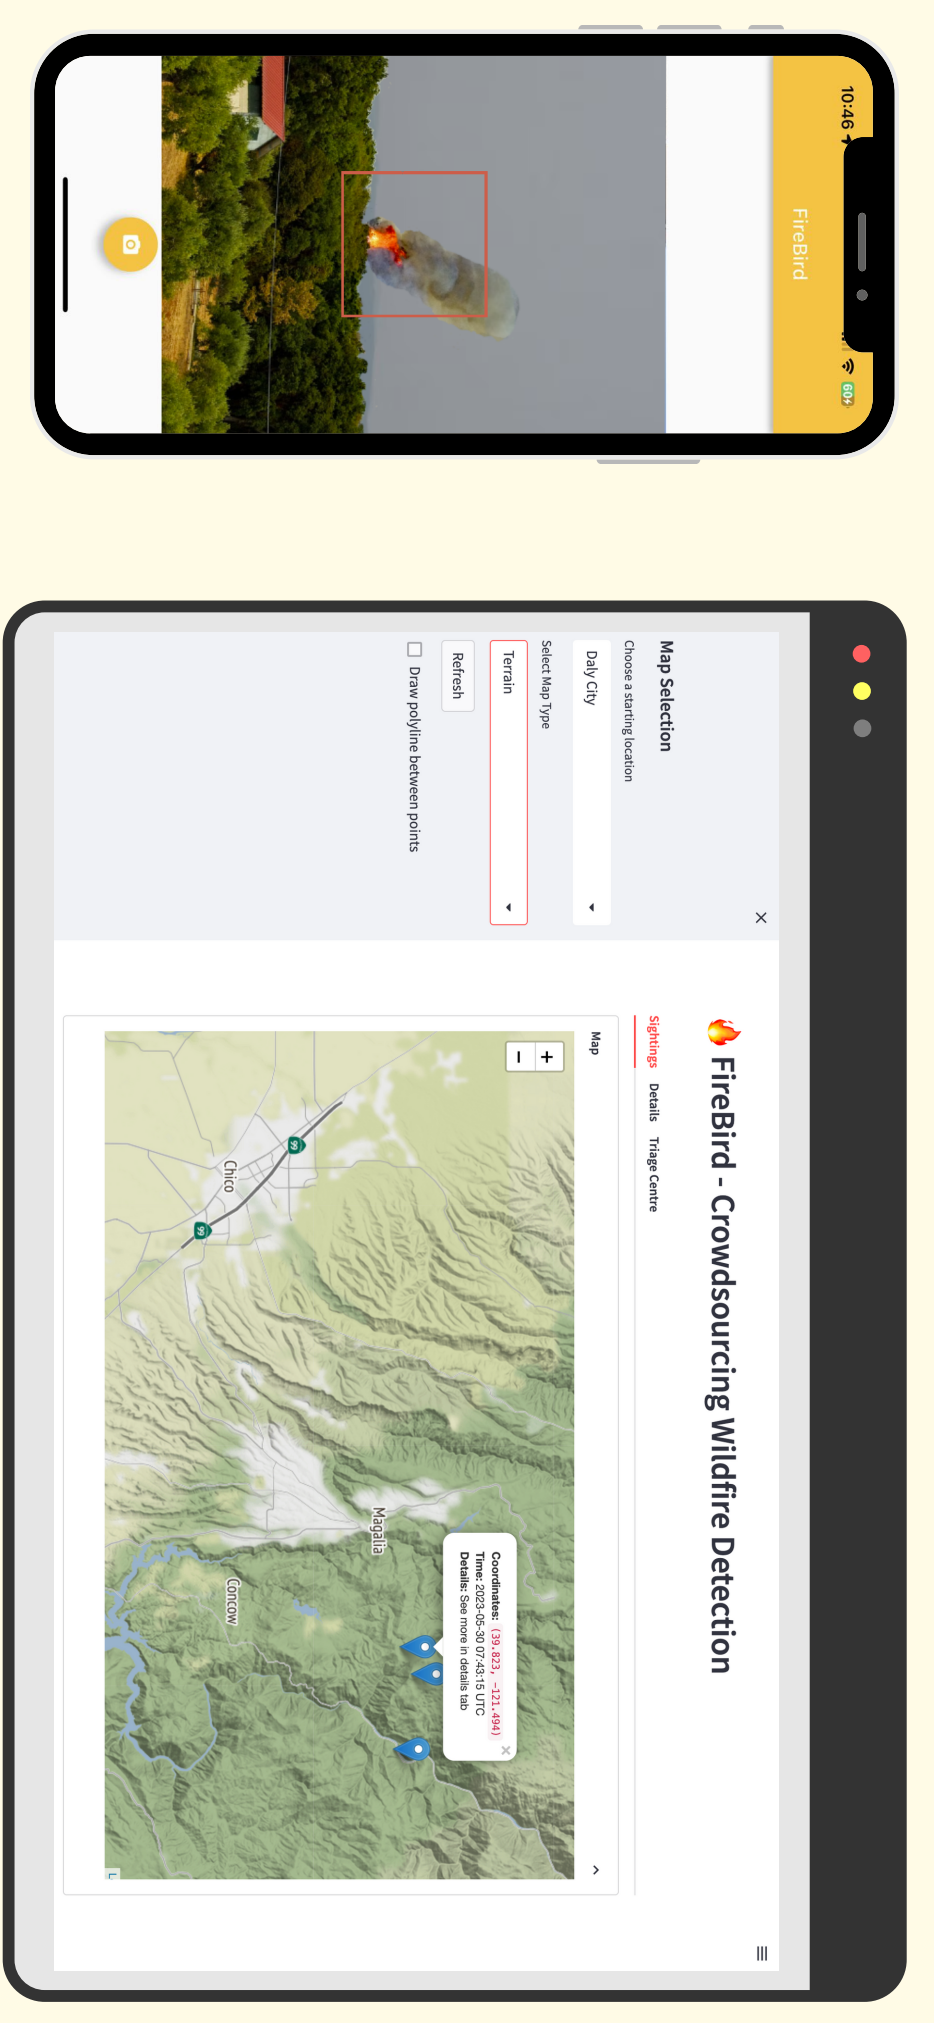 10:46
60
FireBird
Map Selection
Choose a starting location
Daly City
Select Map Type
Terrain
Refresh
Draw polyline between points
🔥 FireBird - Crowdsourcing Wildfire Detection
Sightings Details Triage Centre
Map
+
−
99
Chico
99
Magalia
Concow
Coordinates: (39.823, -121.494)
Time: 2023-05-30 07:43:15 UTC
Details: See more in details tab
L